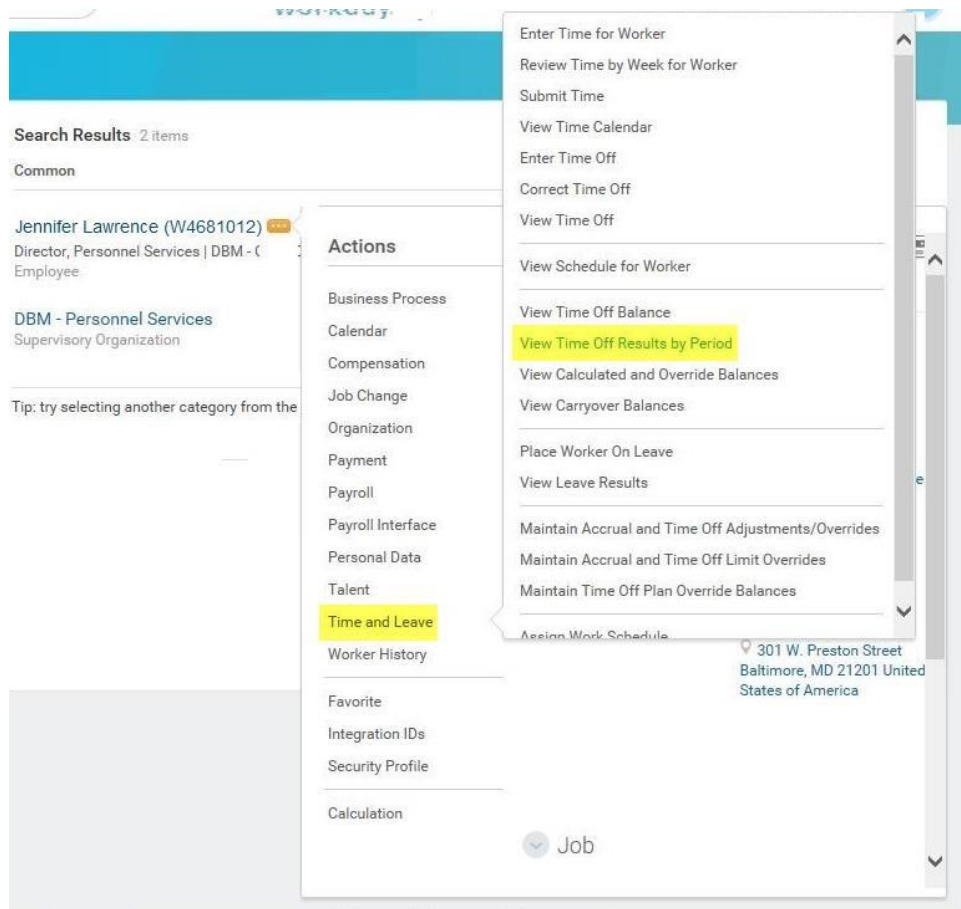 Search Results 2 items
Common
Jennifer Lawrence (W4681012)
Director, Personnel Services | DBM -
Employee
DBM - Personnel Services
Supervisory Organization
Tip: try selecting another category from the
Actions
Business Process
Calendar
Compensation
Job Change
Organization
Payment
Payroll
Payroll Interface
Personal Data
Talent
Time and Leave
Worker History
Favorite
Integration IDs
Security Profile
Calculation
Enter Time for Worker
Review Time by Week for Worker
Submit Time
View Time Calendar
Enter Time Off
Correct Time Off
View Time Off
View Schedule for Worker
View Time Off Balance
View Time Off Results by Period
View Calculated and Override Balances
View Carryover Balances
Place Worker On Leave
View Leave Results
Maintain Accrual and Time Off Adjustments/Overrides
Maintain Accrual and Time Off Limit Overrides
Maintain Time Off Plan Override Balances
Assign Work Schedule
301 W. Preston Street
Baltimore, MD 21201 United
States of America
Job